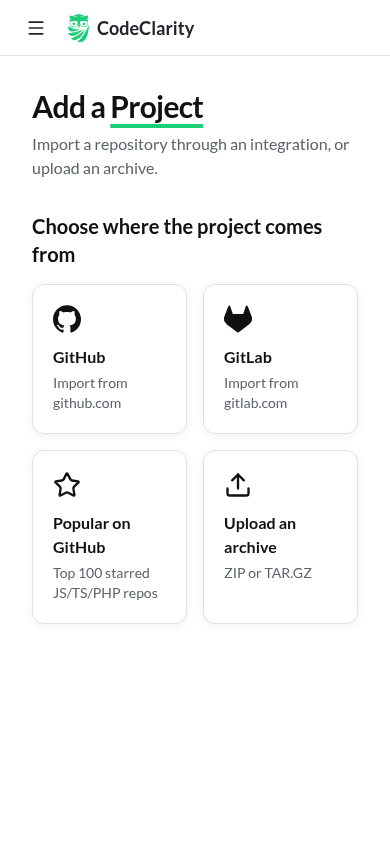 CodeClarity
Add a Project
Import a repository through an integration, or
upload an archive.
Choose where the project comes
from
GitHub
Import from
github.com
GitLab
Import from
gitlab.com
Popular on
GitHub
Top 100 starred
JS/TS/PHP repos
Upload an
archive
ZIP or TAR.GZ